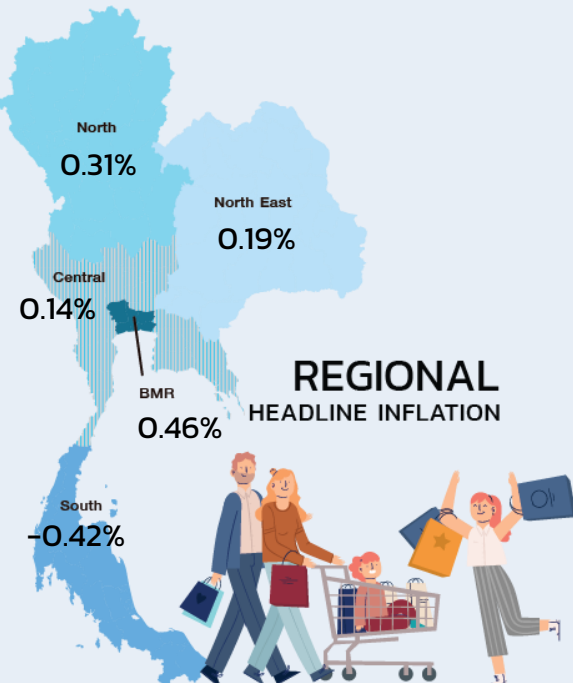 North
0.31%
North East
0.19%
Central
0.14%
BMR
0.46%
REGIONAL
HEADLINE INFLATION
South
-0.42%